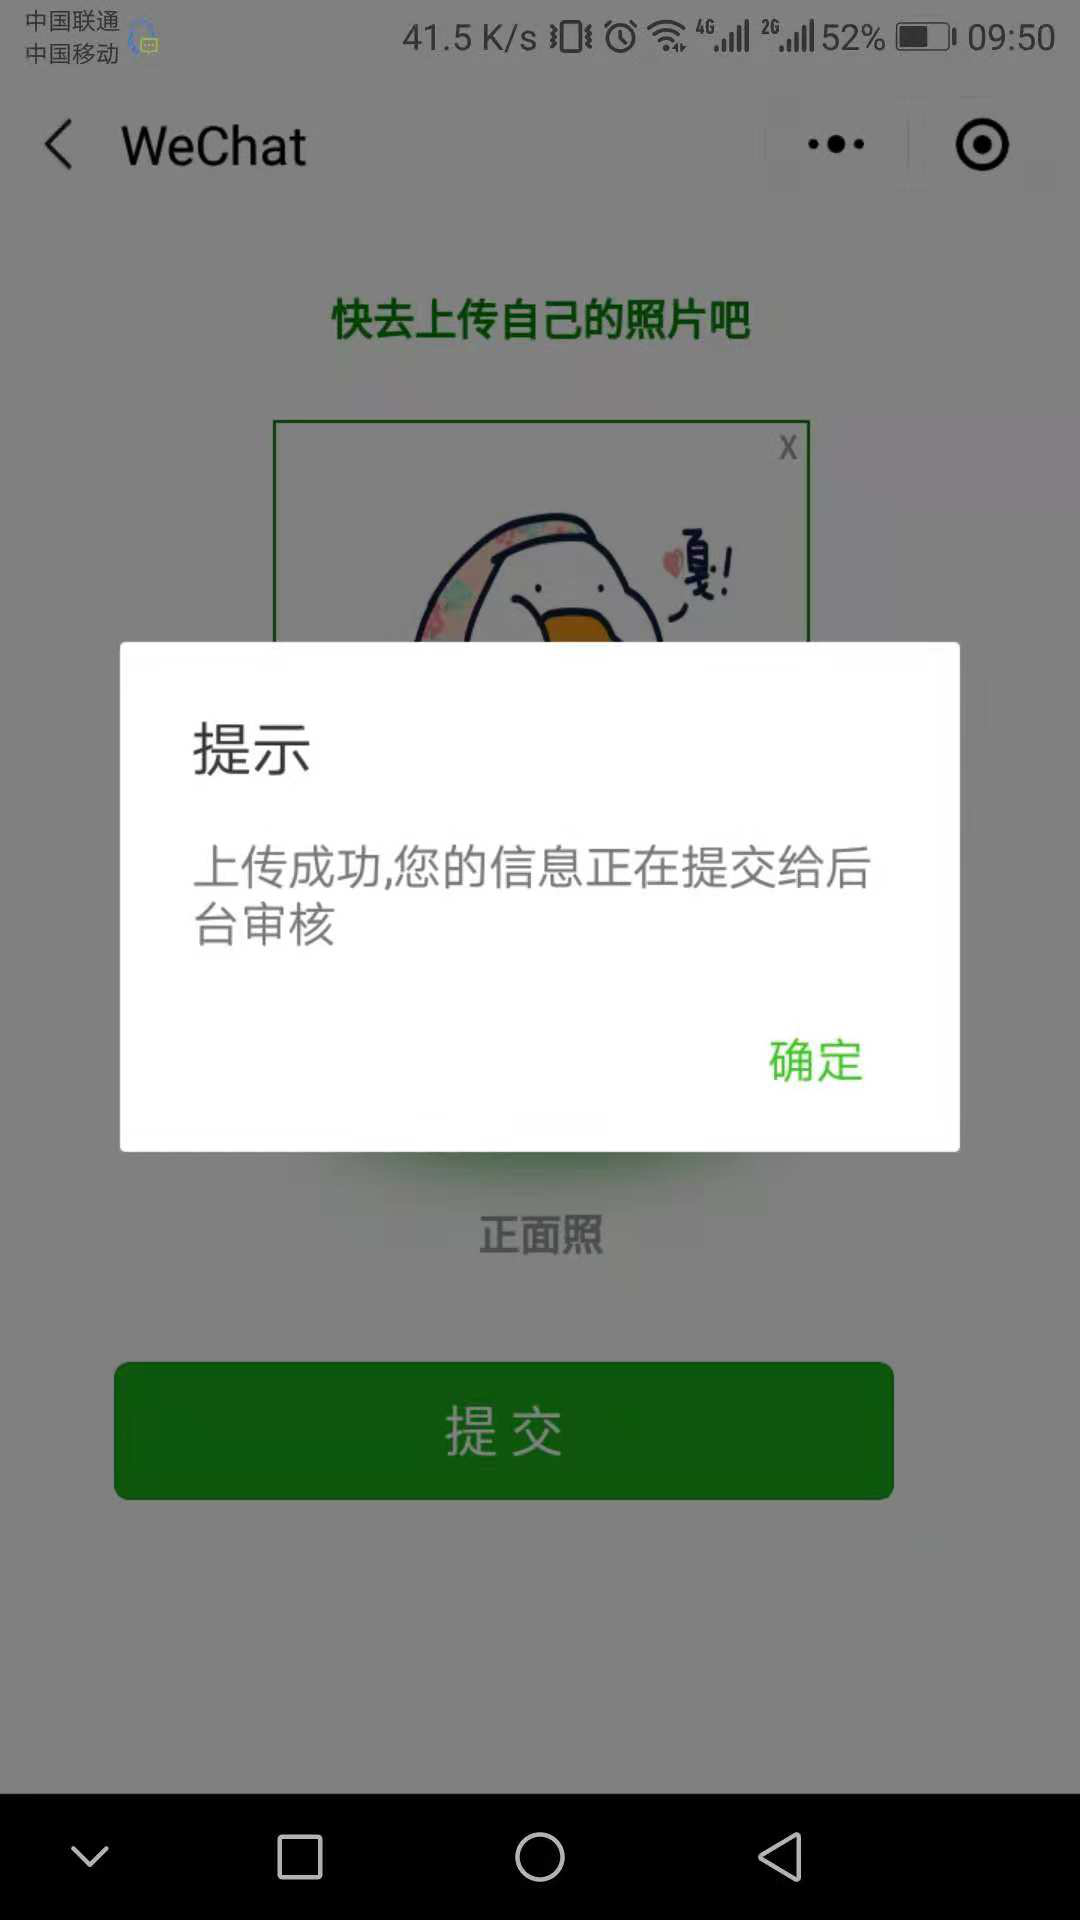 中国联通
中国移动
41.5 K/s 4G 2G 52% 09:50
WeChat
快去上传自己的照片吧
X
戛!
提示
上传成功,您的信息正在提交给后
台审核
确定
正面照
提交